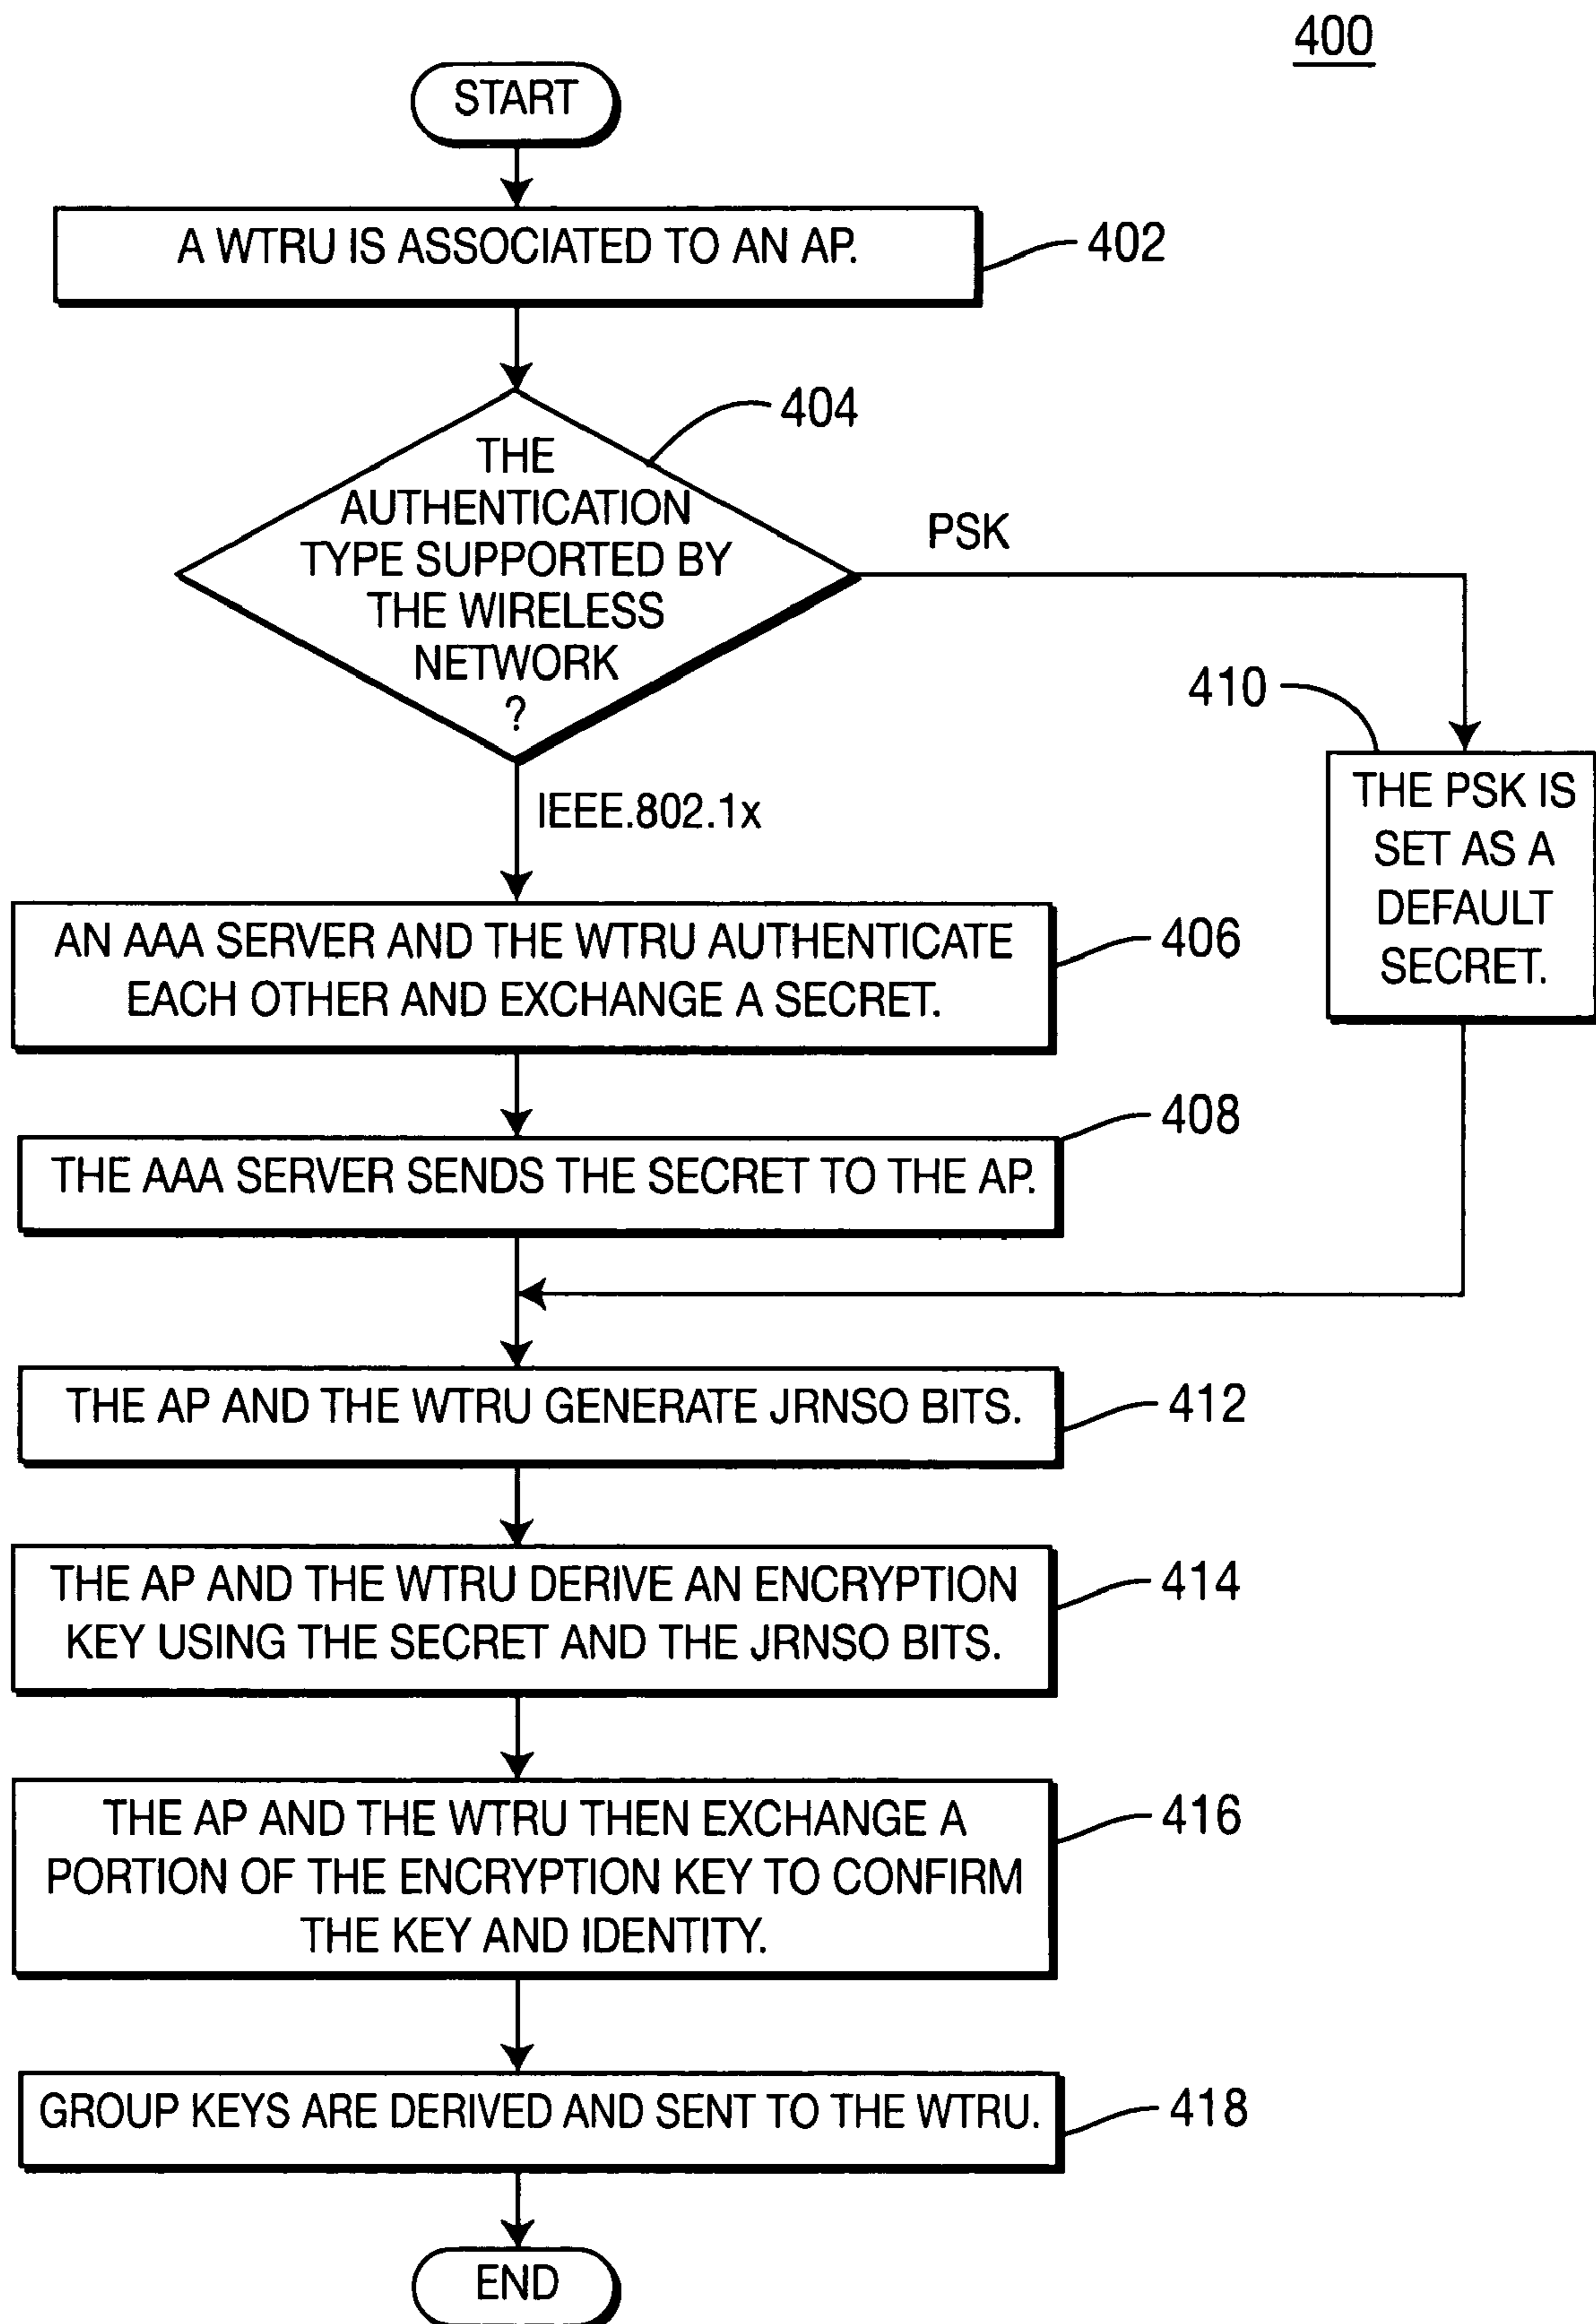 400
START
A WTRU IS ASSOCIATED TO AN AP.
402
404
THE
AUTHENTICATION
TYPE SUPPORTED BY
THE WIRELESS
NETWORK
?
PSK
410
THE PSK IS
SET AS A
DEFAULT
SECRET.
IEEE.802.1x
AN AAA SERVER AND THE WTRU AUTHENTICATE
EACH OTHER AND EXCHANGE A SECRET.
406
THE AAA SERVER SENDS THE SECRET TO THE AP.
408
THE AP AND THE WTRU GENERATE JRNSO BITS.
412
THE AP AND THE WTRU DERIVE AN ENCRYPTION
KEY USING THE SECRET AND THE JRNSO BITS.
414
THE AP AND THE WTRU THEN EXCHANGE A
PORTION OF THE ENCRYPTION KEY TO CONFIRM
THE KEY AND IDENTITY.
416
GROUP KEYS ARE DERIVED AND SENT TO THE WTRU.
418
END